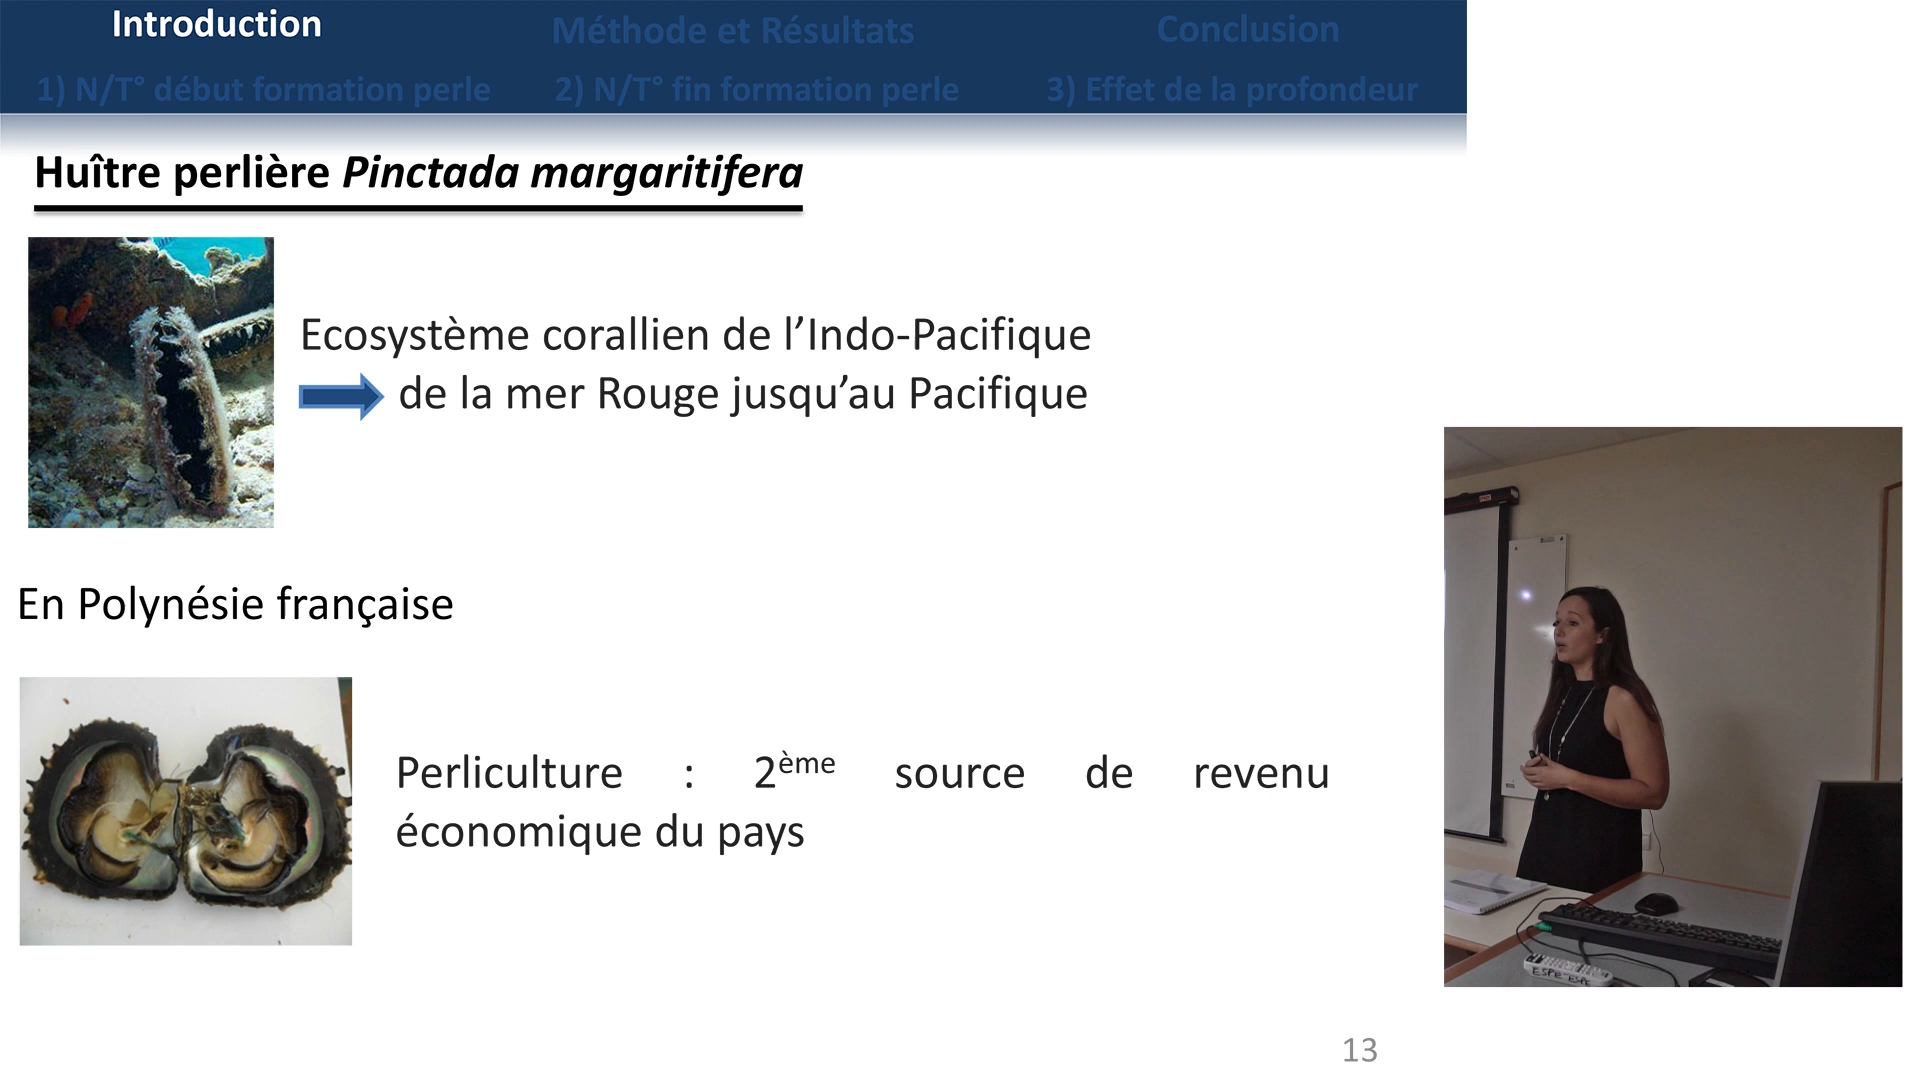 Introduction
Méthode et Résultats
Conclusion
1) N/T° début formation perle
2) N/T° fin formation perle
3) Effet de la profondeur
Huître perlière Pinctada margaritifera
Ecosystème corallien de l’Indo-Pacifique
de la mer Rouge jusqu’au Pacifique
En Polynésie française
Perliculture : 2ème source de revenu
économique du pays
13